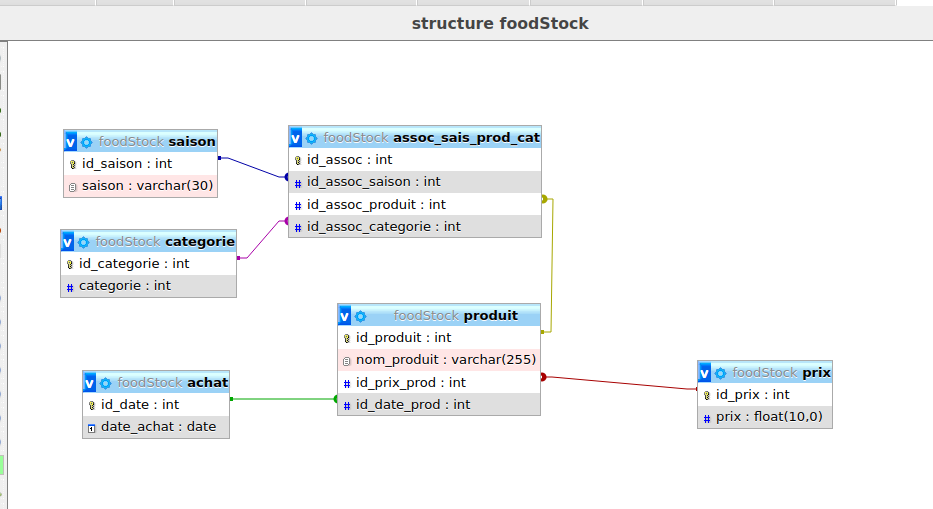 structure foodStock
foodStock saison
id_saison : int
saison : varchar(30)
foodStock assoc_sais_prod_cat
id_assoc : int
id_assoc_saison : int
id_assoc_produit : int
id_assoc_categorie : int
foodStock categorie
id_categorie : int
categorie : int
foodStock produit
id_produit : int
nom_produit : varchar(255)
id_prix_prod : int
id_date_prod : int
foodStock achat
id_date : int
date_achat : date
foodStock prix
id_prix : int
prix : float(10,0)